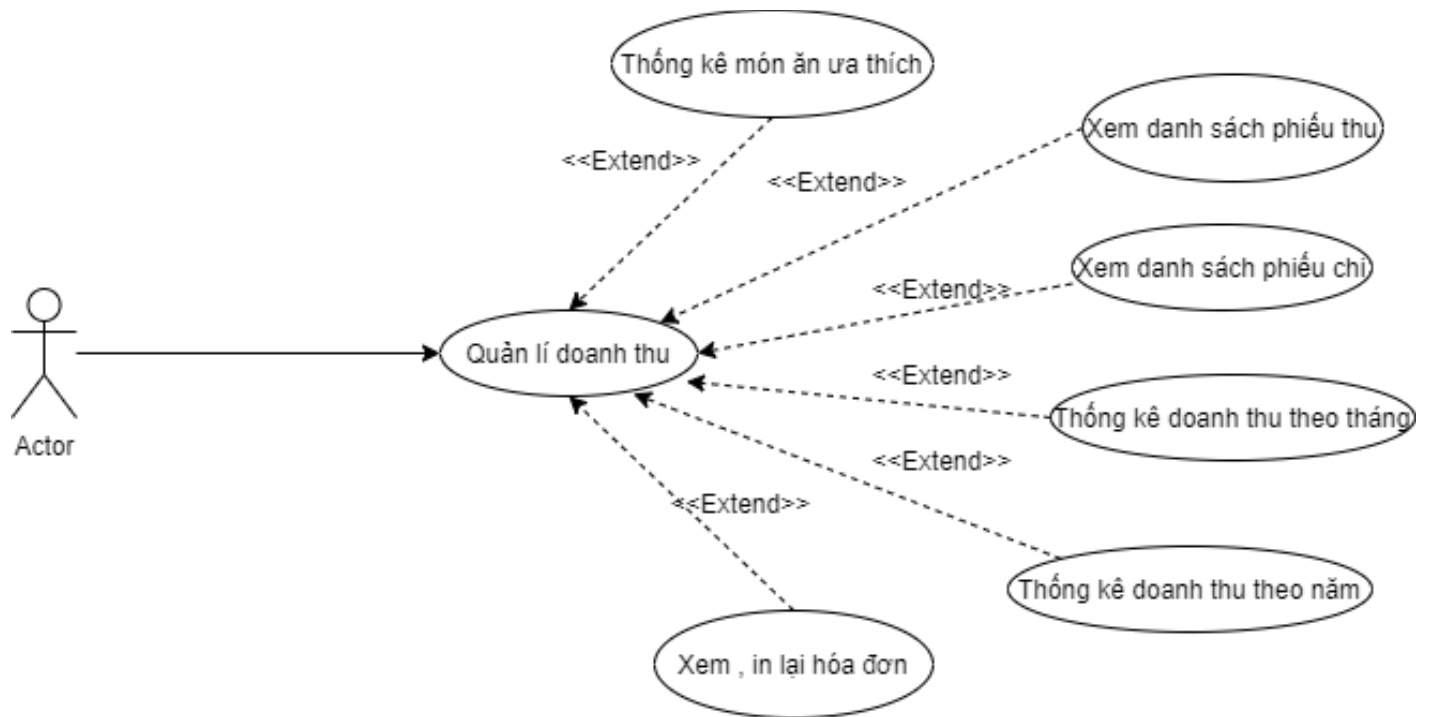 Thống kê món ăn ưa thích
Xem danh sách phiếu thu
<<Extend>>
<<Extend>>
Xem danh sách phiếu chi
<<Extend>>
Quản lí doanh thu
<<Extend>>
Thống kê doanh thu theo tháng
Actor
<<Extend>>
<<Extend>>
Thống kê doanh thu theo năm
Xem , in lại hóa đơn